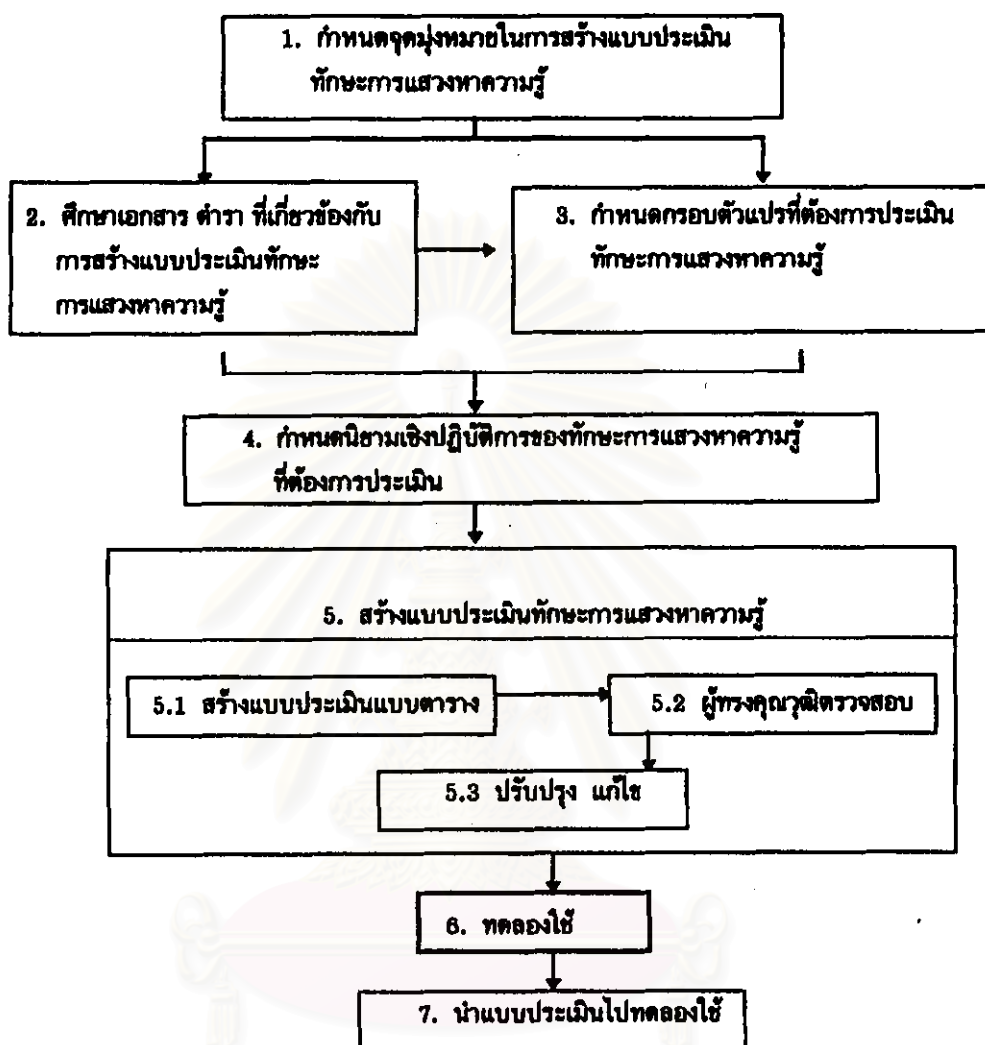 1. กำหนดจุดมุ่งหมายในการสร้างแบบประเมิน
ทักษะการแสวงหาความรู้
2. ศึกษาเอกสาร ตำรา ที่เกี่ยวข้องกับ
การสร้างแบบประเมินทักษะ
การแสวงหาความรู้
3. กำหนดกรอบตัวแปรที่ต้องการประเมิน
ทักษะการแสวงหาความรู้
4. กำหนดนิยามเชิงปฏิบัติการของทักษะการแสวงหาความรู้
ที่ต้องการประเมิน
5. สร้างแบบประเมินทักษะการแสวงหาความรู้
5.1 สร้างแบบประเมินแบบตาราง
5.2 ผู้ทรงคุณวุฒิตรวจสอบ
5.3 ปรับปรุง แก้ไข
6. ทดลองใช้
7. นำแบบประเมินไปทดลองใช้